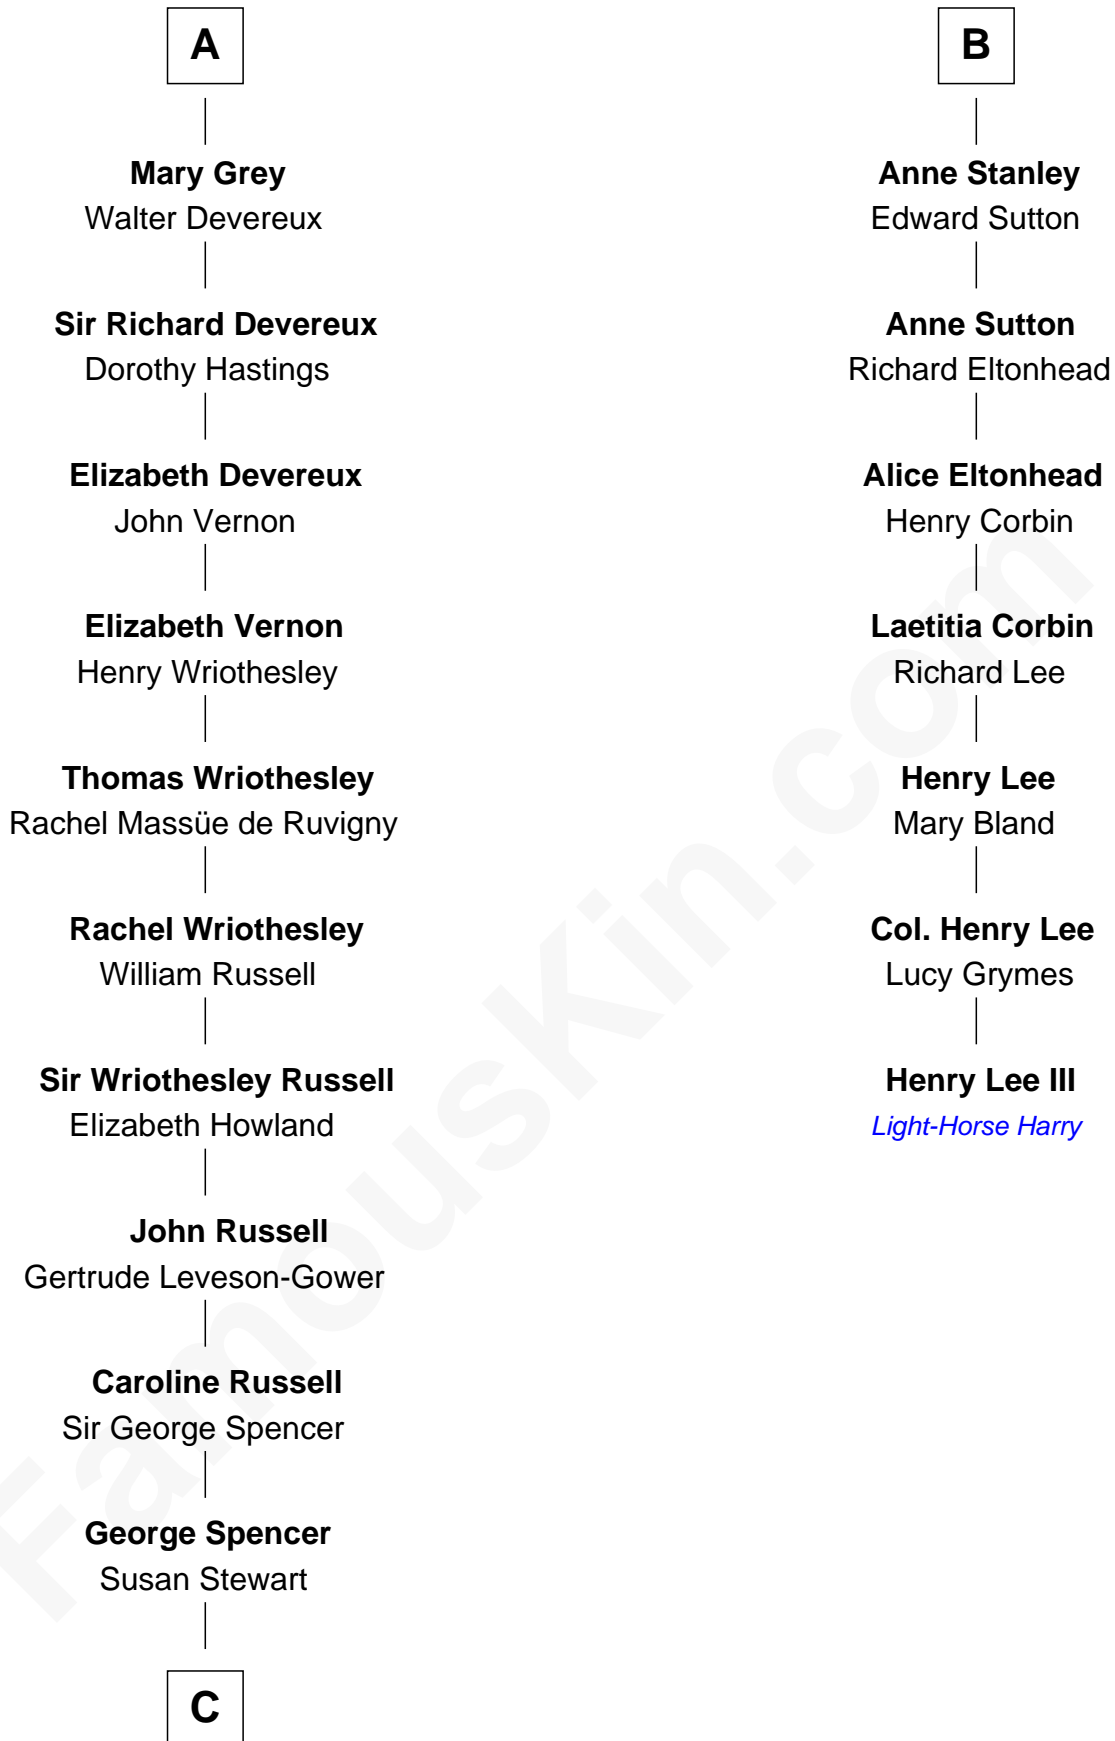 A
Mary Grey
Walter Devereux
Sir Richard Devereux
Dorothy Hastings
Elizabeth Devereux
John Vernon
Elizabeth Vernon
Henry Wriothesley
Thomas Wriothesley
Rachel Massüe de Ruvigny
Rachel Wriothesley
William Russell
Sir Wriothesley Russell
Elizabeth Howland
John Russell
Gertrude Leveson-Gower
Caroline Russell
Sir George Spencer
George Spencer
Susan Stewart
C
B
Anne Stanley
Edward Sutton
Anne Sutton
Richard Eltonhead
Alice Eltonhead
Henry Corbin
Laetitia Corbin
Richard Lee
Henry Lee
Mary Bland
Col. Henry Lee
Lucy Grymes
Henry Lee III
Light-Horse Harry
FamousKin.com